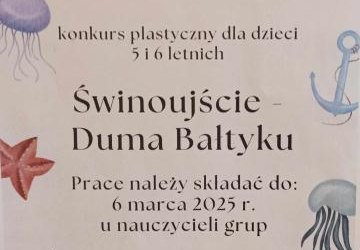 konkurs plastyczny dla dzieci
5 i 6 letnich
Świnoujście -
Duma Bałtyku
Prace należy składać do:
6 marca 2025 r.
u nauczycieli grup